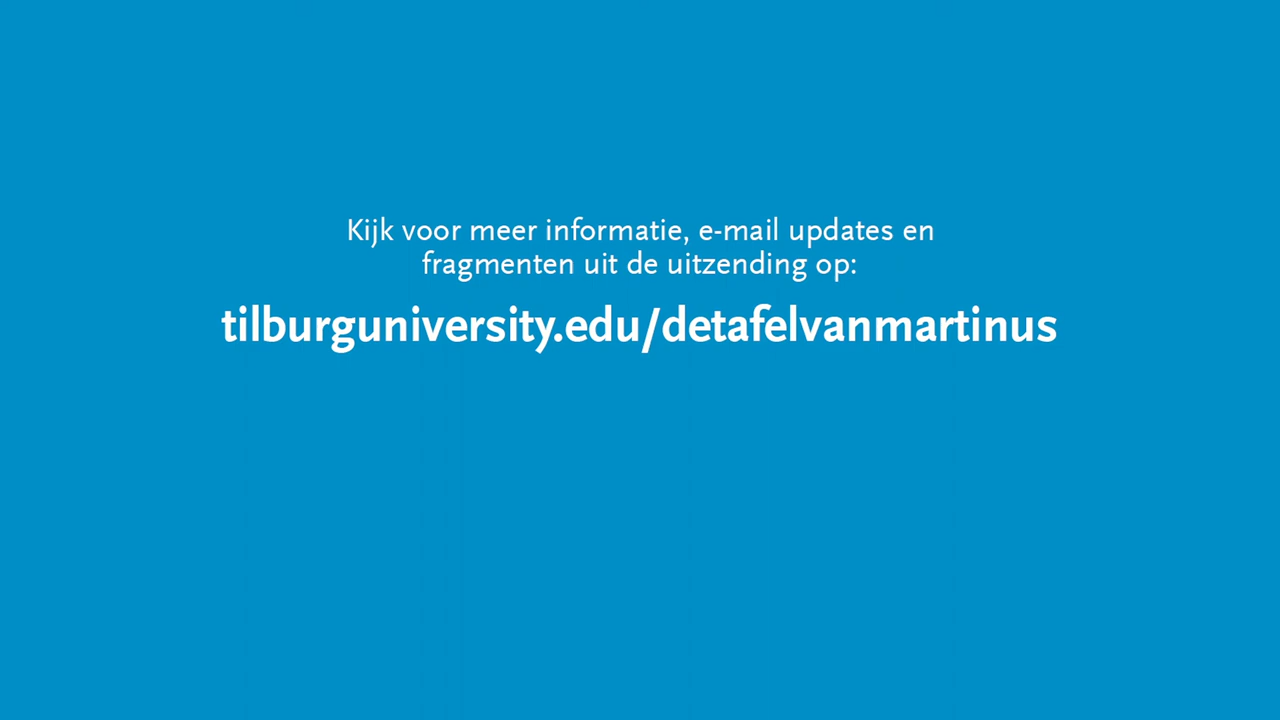 Kijk voor meer informatie, e-mail updates en
fragmenten uit de uitzending op:
tilburguniversity.edu/detafelvanmartinus